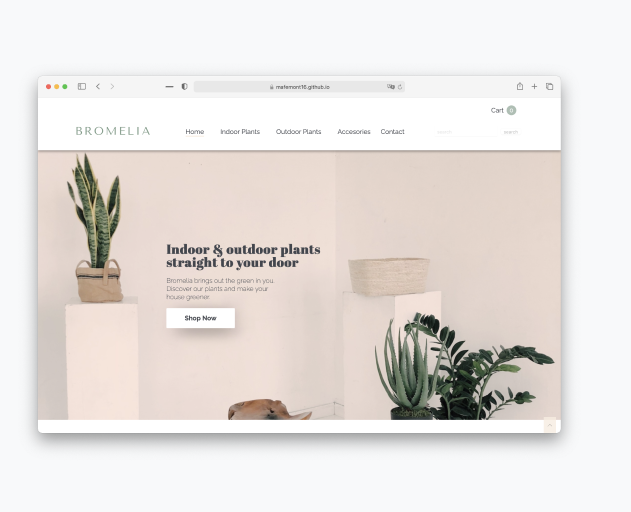 mafemont16.github.io
Cart 0
BROMELIA
Home Indoor Plants Outdoor Plants Accesories Contact search
Indoor & outdoor plants
straight to your door
Bromelia brings out the green in you.
Discover our plants and make your
house greener
Shop Now